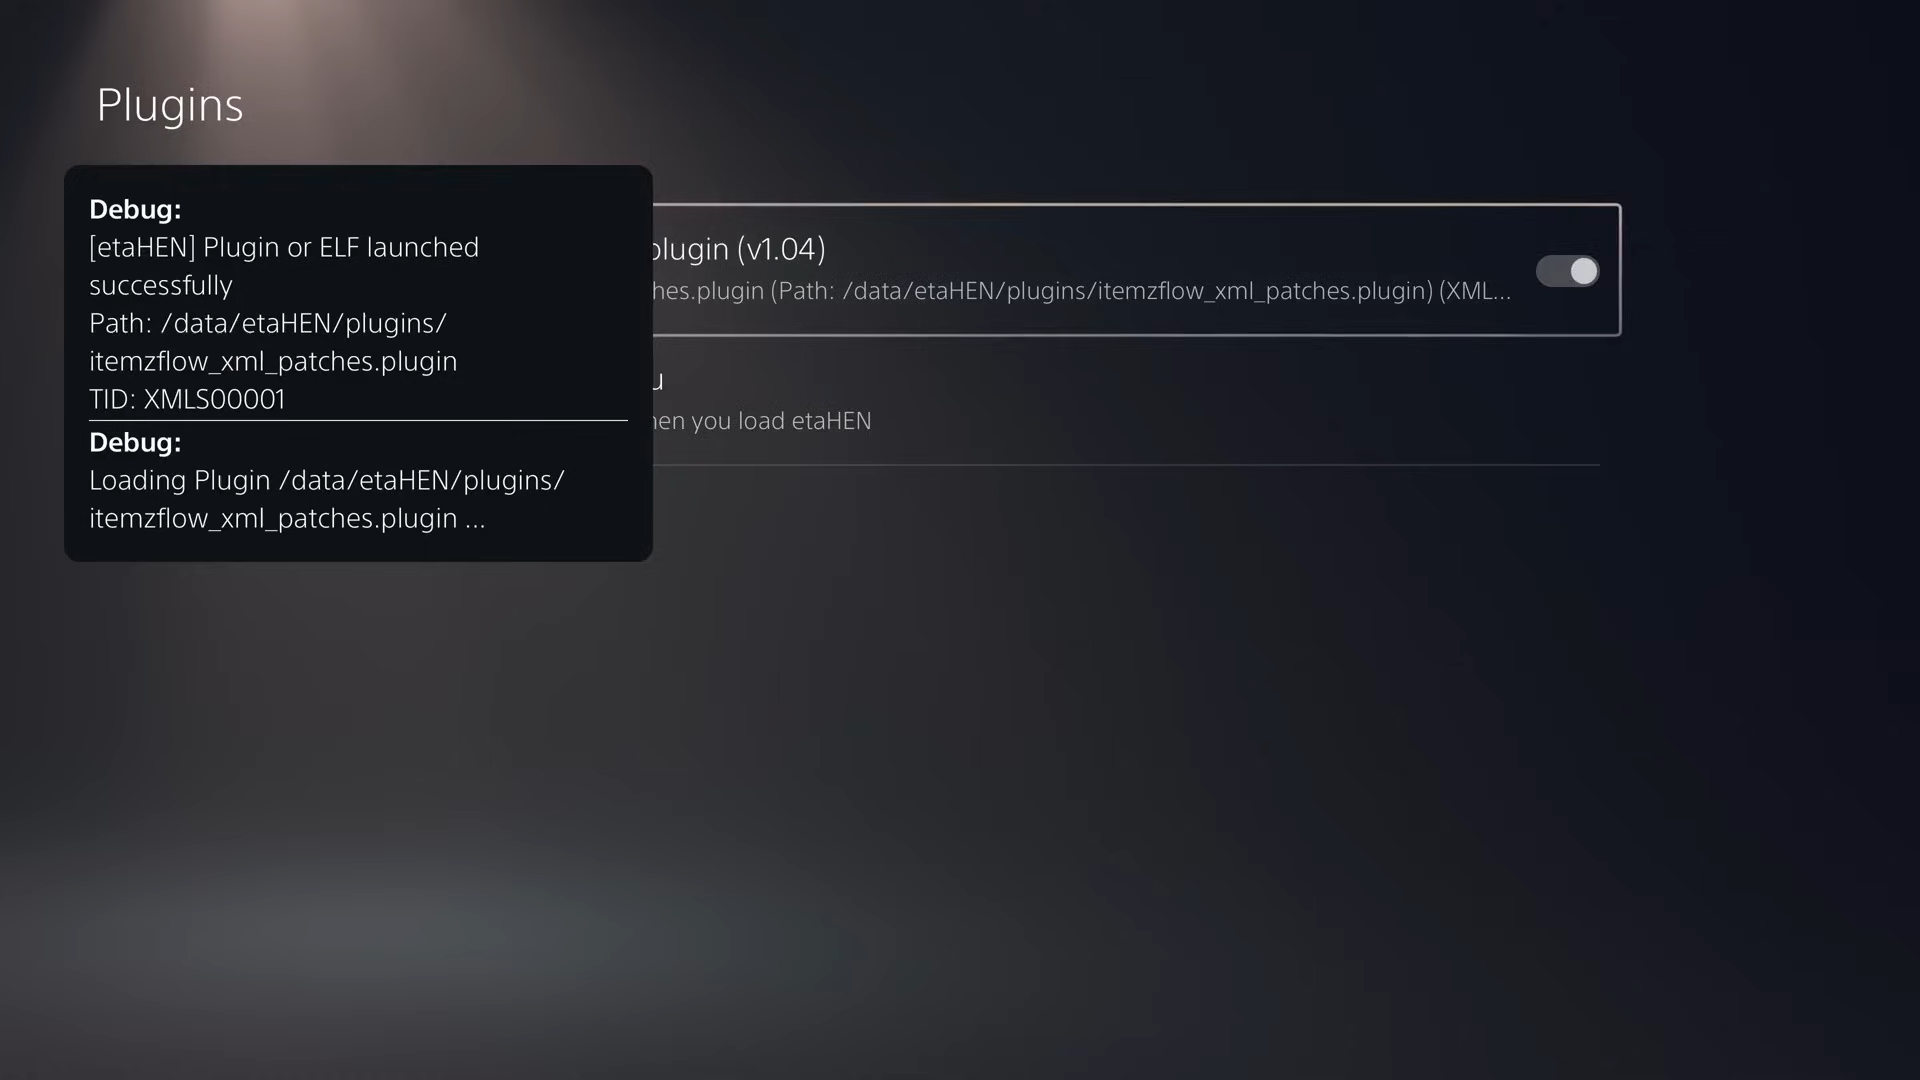 Plugins
Debug:
[etaHEN] Plugin or ELF launched
successfully
Path: /data/etaHEN/plugins/
itemzflow_xml_patches.plugin
TID: XMLS00001
Debug:
Loading Plugin /data/etaHEN/plugins/
itemzflow_xml_patches.plugin ...
plugin (v1.04)
hes.plugin (Path: /data/etaHEN/plugins/itemzflow_xml_patches.plugin) (XML...
u
en you load etaHEN